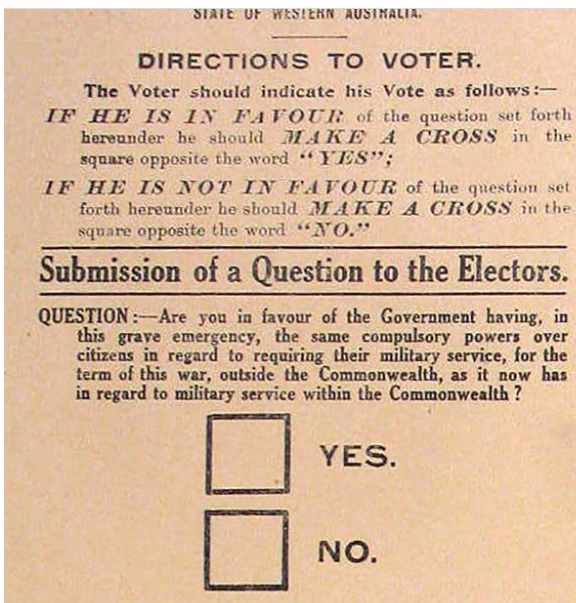 STATE OF WESTERN AUSTRALIA.
DIRECTIONS TO VOTER.
The Voter should indicate his Vote as follows:—
IF HE IS IN FAVOUR of the question set forth
hereunder he should MAKE A CROSS in the
square opposite the word "YES";
IF HE IS NOT IN FAVOUR of the question set
forth hereunder he should MAKE A CROSS in the
square opposite the word "NO."
Submission of a Question to the Electors.
QUESTION:—Are you in favour of the Government having, in
this grave emergency, the same compulsory powers over
citizens in regard to requiring their military service, for the
term of this war, outside the Commonwealth, as it now has
in regard to military service within the Commonwealth?
YES.
NO.